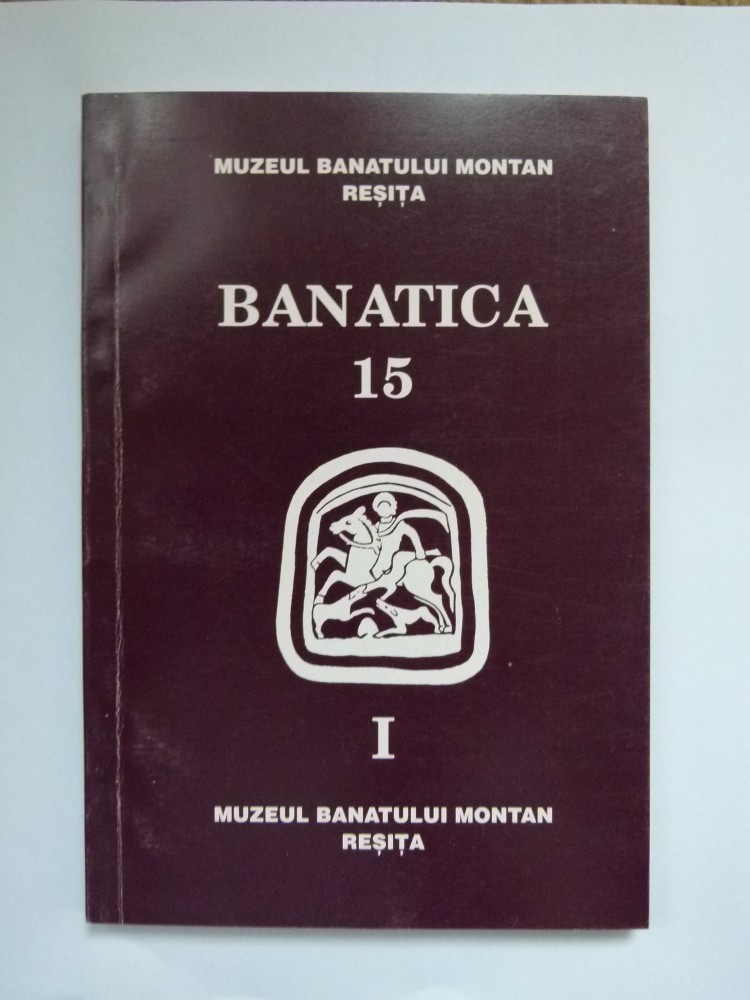 MUZEUL BANATULUI MONTAN
REȘIȚA
BANATICA
15
I
MUZEUL BANATULUI MONTAN
REȘIȚA